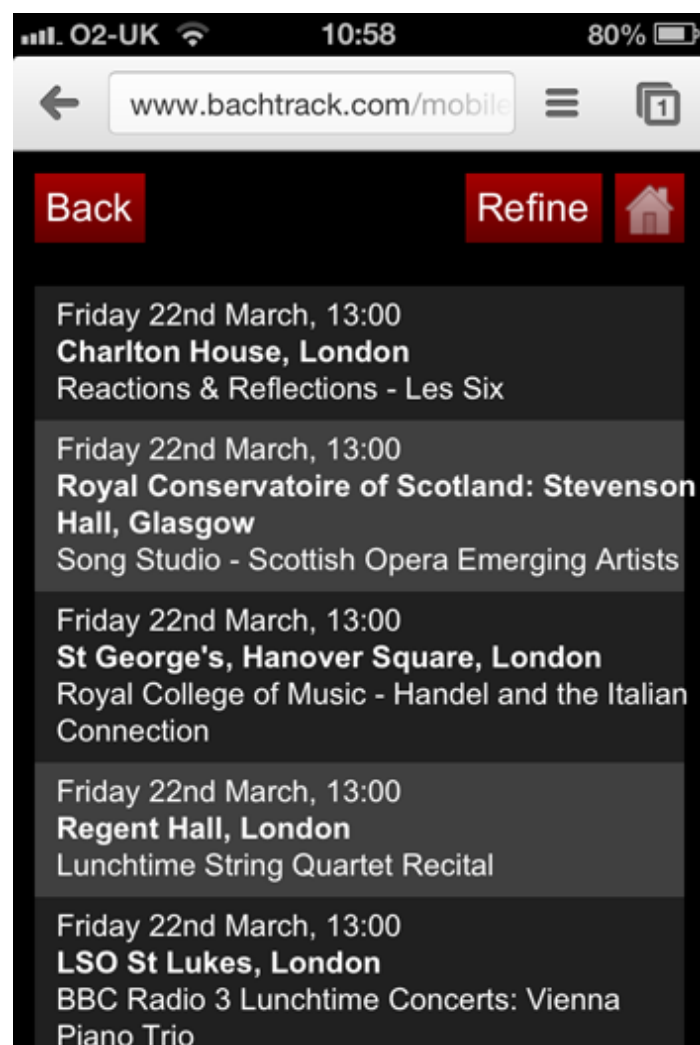 O2-UK 10:58 80%
www.bachtrack.com/mobile
1
Back Refine
Friday 22nd March, 13:00
Charlton House, London
Reactions & Reflections - Les Six
Friday 22nd March, 13:00
Royal Conservatoire of Scotland: Stevenson
Hall, Glasgow
Song Studio - Scottish Opera Emerging Artists
Friday 22nd March, 13:00
St George's, Hanover Square, London
Royal College of Music - Handel and the Italian
Connection
Friday 22nd March, 13:00
Regent Hall, London
Lunchtime String Quartet Recital
Friday 22nd March, 13:00
LSO St Lukes, London
BBC Radio 3 Lunchtime Concerts: Vienna
Piano Trio